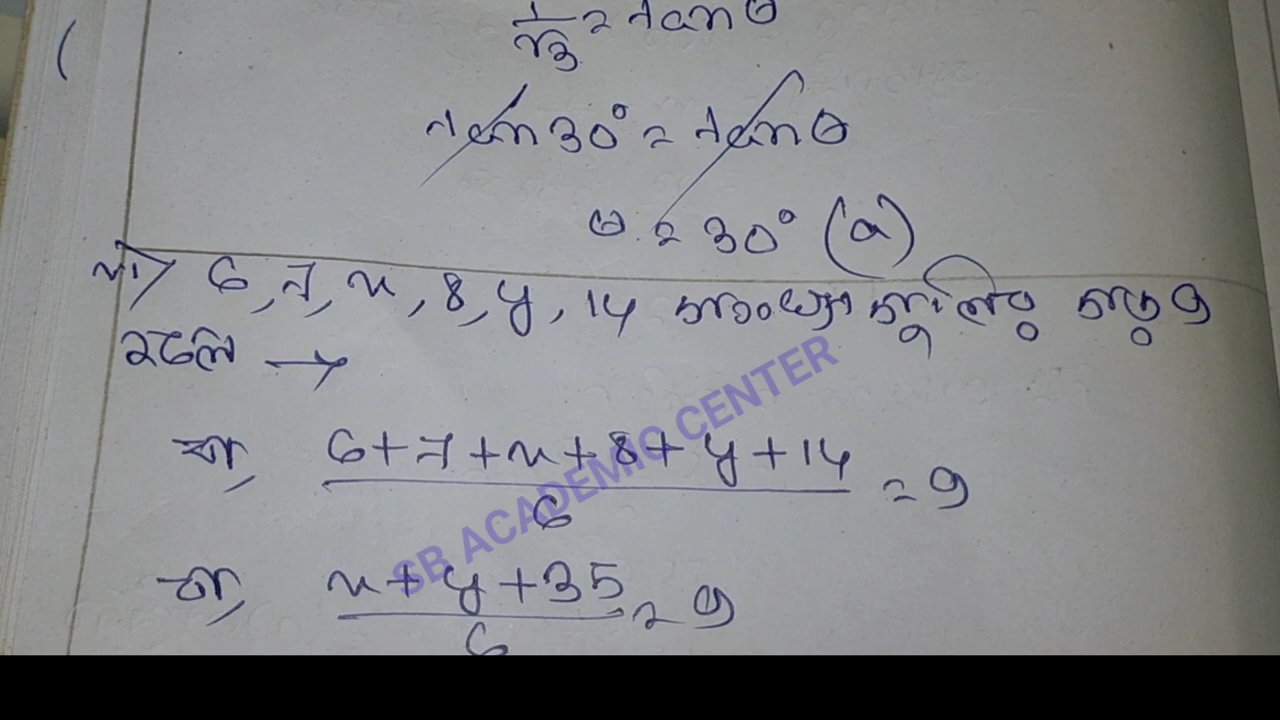 1/√3 = tanθ
tan30° = tanθ
θ = 30° (a)
6, 7, x, 8, y, 14 সংখ্যাগুলির গড় 9
হলে →
বা, (6+7+x+8+y+14)/6 = 9
বা, (x+y+35)/6 = 9
SB ACADEMIC CENTER